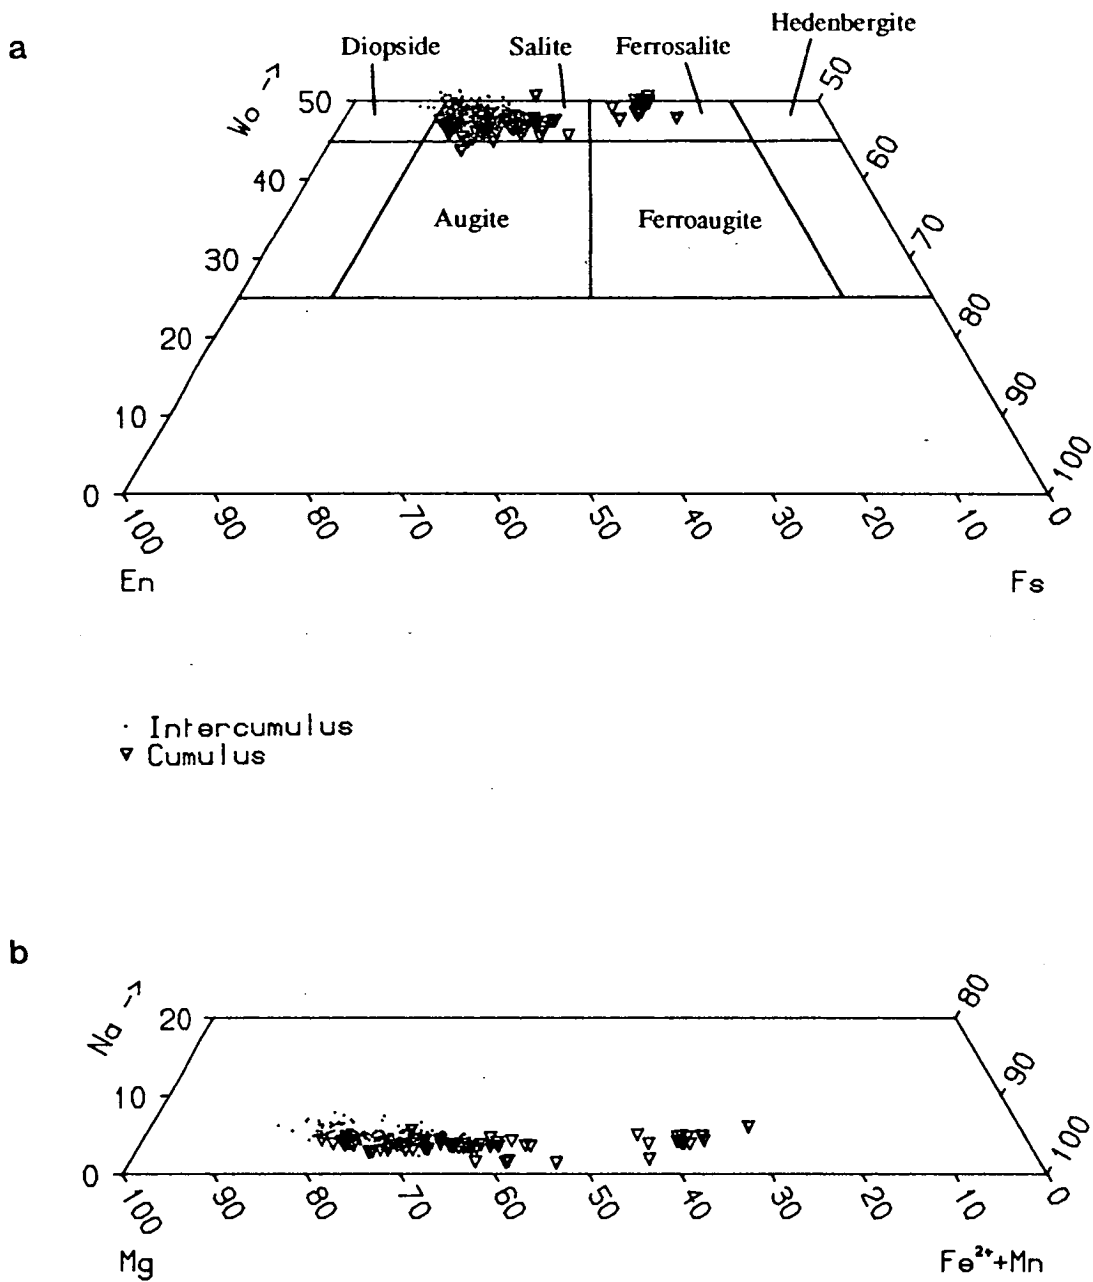 a
Hedenbergite
Diopside Salite Ferrosalite
Wo → 50 50
40 60
Augite Ferroaugite
30 70
20 80
10 90
0 100
100 90 80 70 60 50 40 30 20 10 0
En Fs
· Intercumulus
▽ Cumulus
b
Na → 20 80
10 90
0 100
100 90 80 70 60 50 40 30 20 10 0
Mg Fe²⁺+Mn